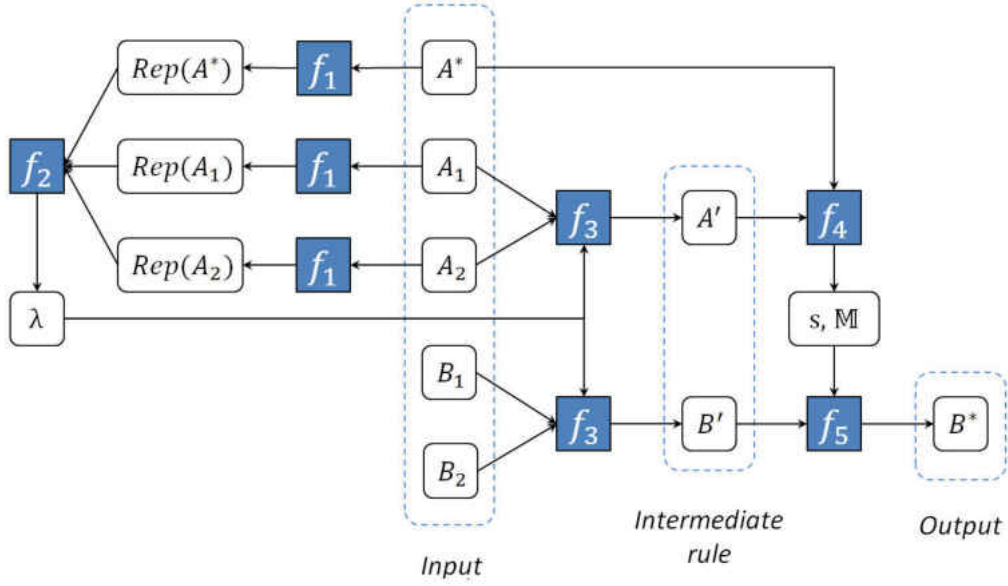 Rep(A*)
f₁
A*
f₂
Rep(A₁)
f₁
A₁
f₃
A′
f₄
Rep(A₂)
f₁
A₂
λ
s, 𝕄
B₁
f₃
B′
f₅
B*
B₂
Input
Intermediate
rule
Output